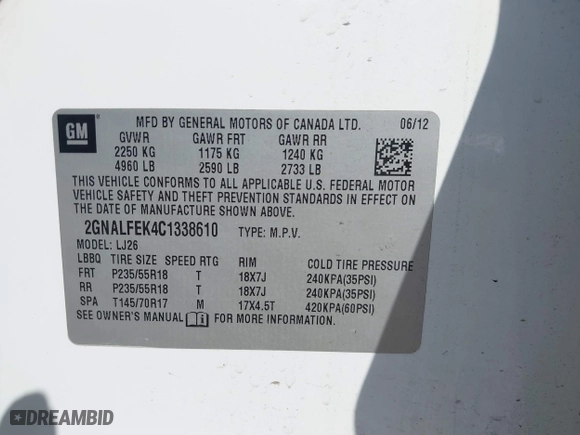 GM
MFD BY GENERAL MOTORS OF CANADA LTD. 06/12
GVWR GAWR FRT GAWR RR
2250 KG 1175 KG 1240 KG
4960 LB 2590 LB 2733 LB
THIS VEHICLE CONFORMS TO ALL APPLICABLE U.S. FEDERAL MOTOR
VEHICLE SAFETY AND THEFT PREVENTION STANDARDS IN EFFECT ON
THE DATE OF MANUFACTURE SHOWN ABOVE.
2GNALFEK4C1338610 TYPE: M.P.V.
MODEL: LJ26
LBBQ TIRE SIZE SPEED RTG RIM COLD TIRE PRESSURE
FRT P235/55R18 T 18X7J 240KPA(35PSI)
RR P235/55R18 T 18X7J 240KPA(35PSI)
SPA T145/70R17 M 17X4.5T 420KPA(60PSI)
SEE OWNER'S MANUAL FOR MORE INFORMATION.
DREAMBID